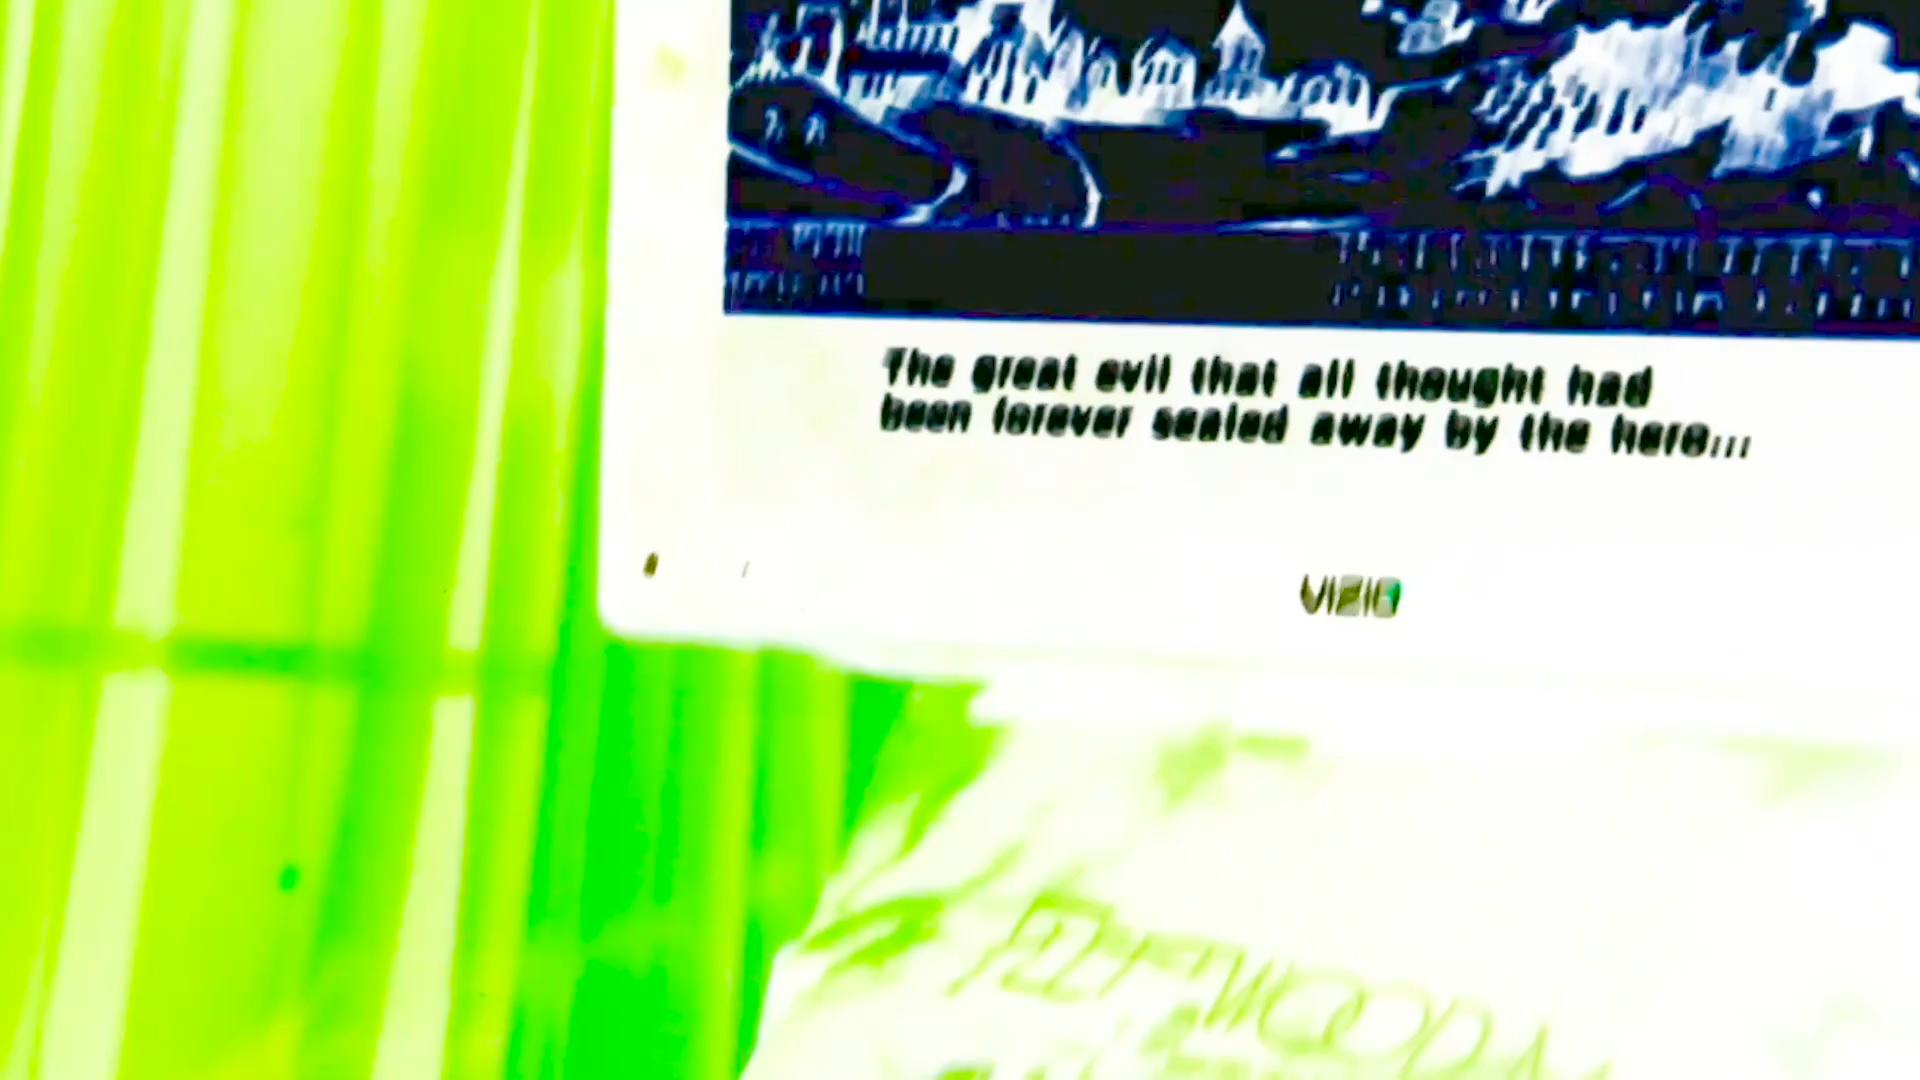 The great evil that all thought had
been forever sealed away by the hero...
VIZIO